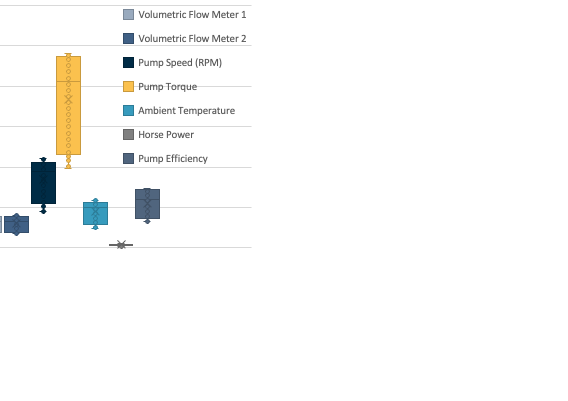 Volumetric Flow Meter 1
Volumetric Flow Meter 2
Pump Speed (RPM)
Pump Torque
Ambient Temperature
Horse Power
Pump Efficiency